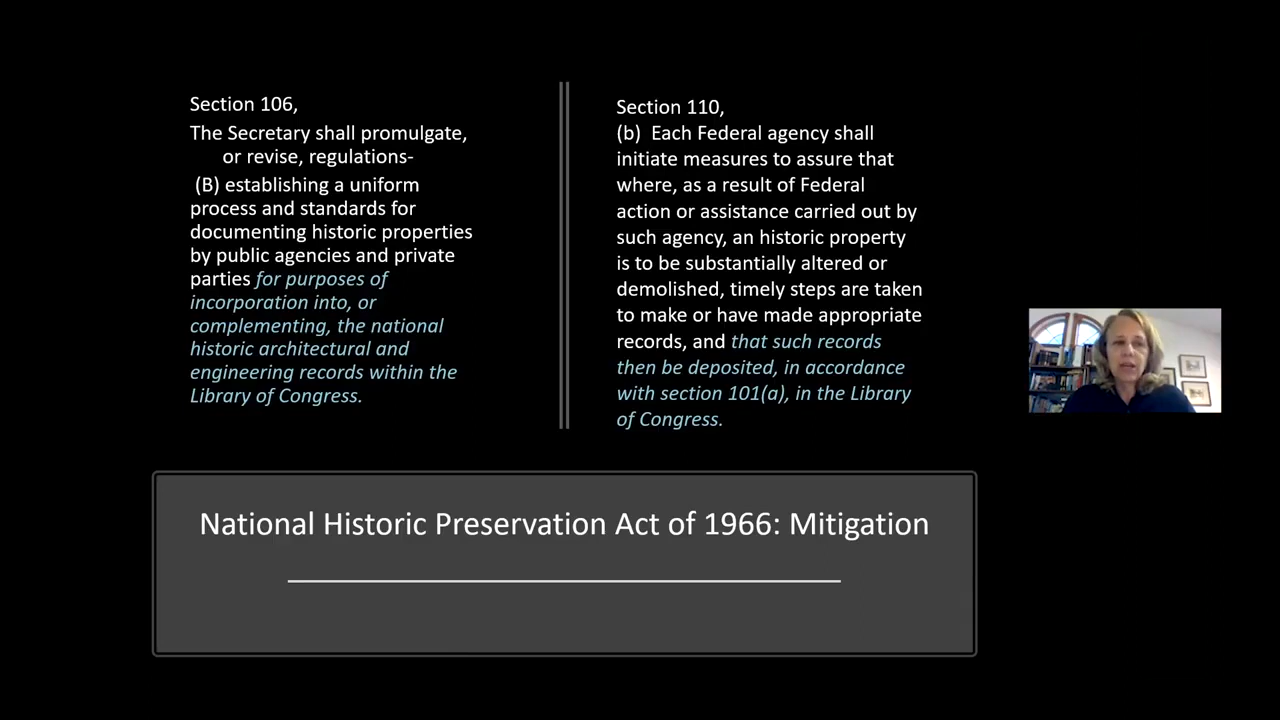 Section 106,
The Secretary shall promulgate,
or revise, regulations-
(B) establishing a uniform
process and standards for
documenting historic properties
by public agencies and private
parties for purposes of
incorporation into, or
complementing, the national
historic architectural and
engineering records within the
Library of Congress.
Section 110,
(b) Each Federal agency shall
initiate measures to assure that
where, as a result of Federal
action or assistance carried out by
such agency, an historic property
is to be substantially altered or
demolished, timely steps are taken
to make or have made appropriate
records, and that such records
then be deposited, in accordance
with section 101(a), in the Library
of Congress.
National Historic Preservation Act of 1966: Mitigation